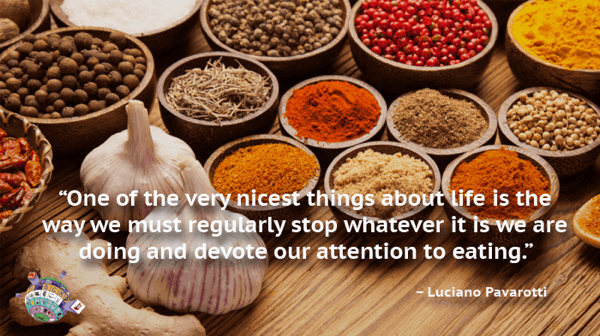 “One of the very nicest things about life is the
way we must regularly stop whatever it is we are
doing and devote our attention to eating.”
– Luciano Pavarotti